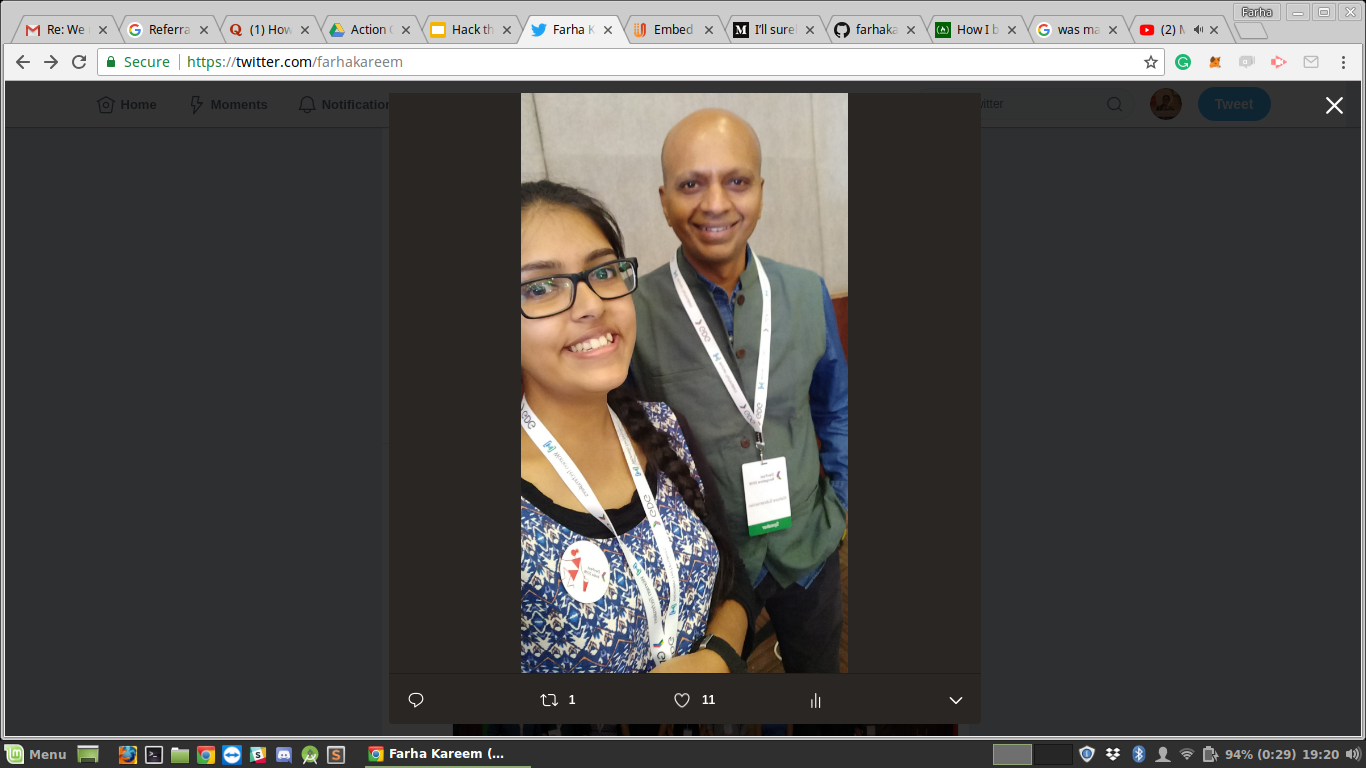 Farha
Re: We
Referra
(1) How
Action
Hack th
Farha K
Embed
I'll sure
farhaka
How I b
was ma
(2)
Secure
https://twitter.com/farhakareem
Home
Moments
Notification
witter
Tweet
1
11
Menu
Farha Kareem (...
94% (0:29)
19:20